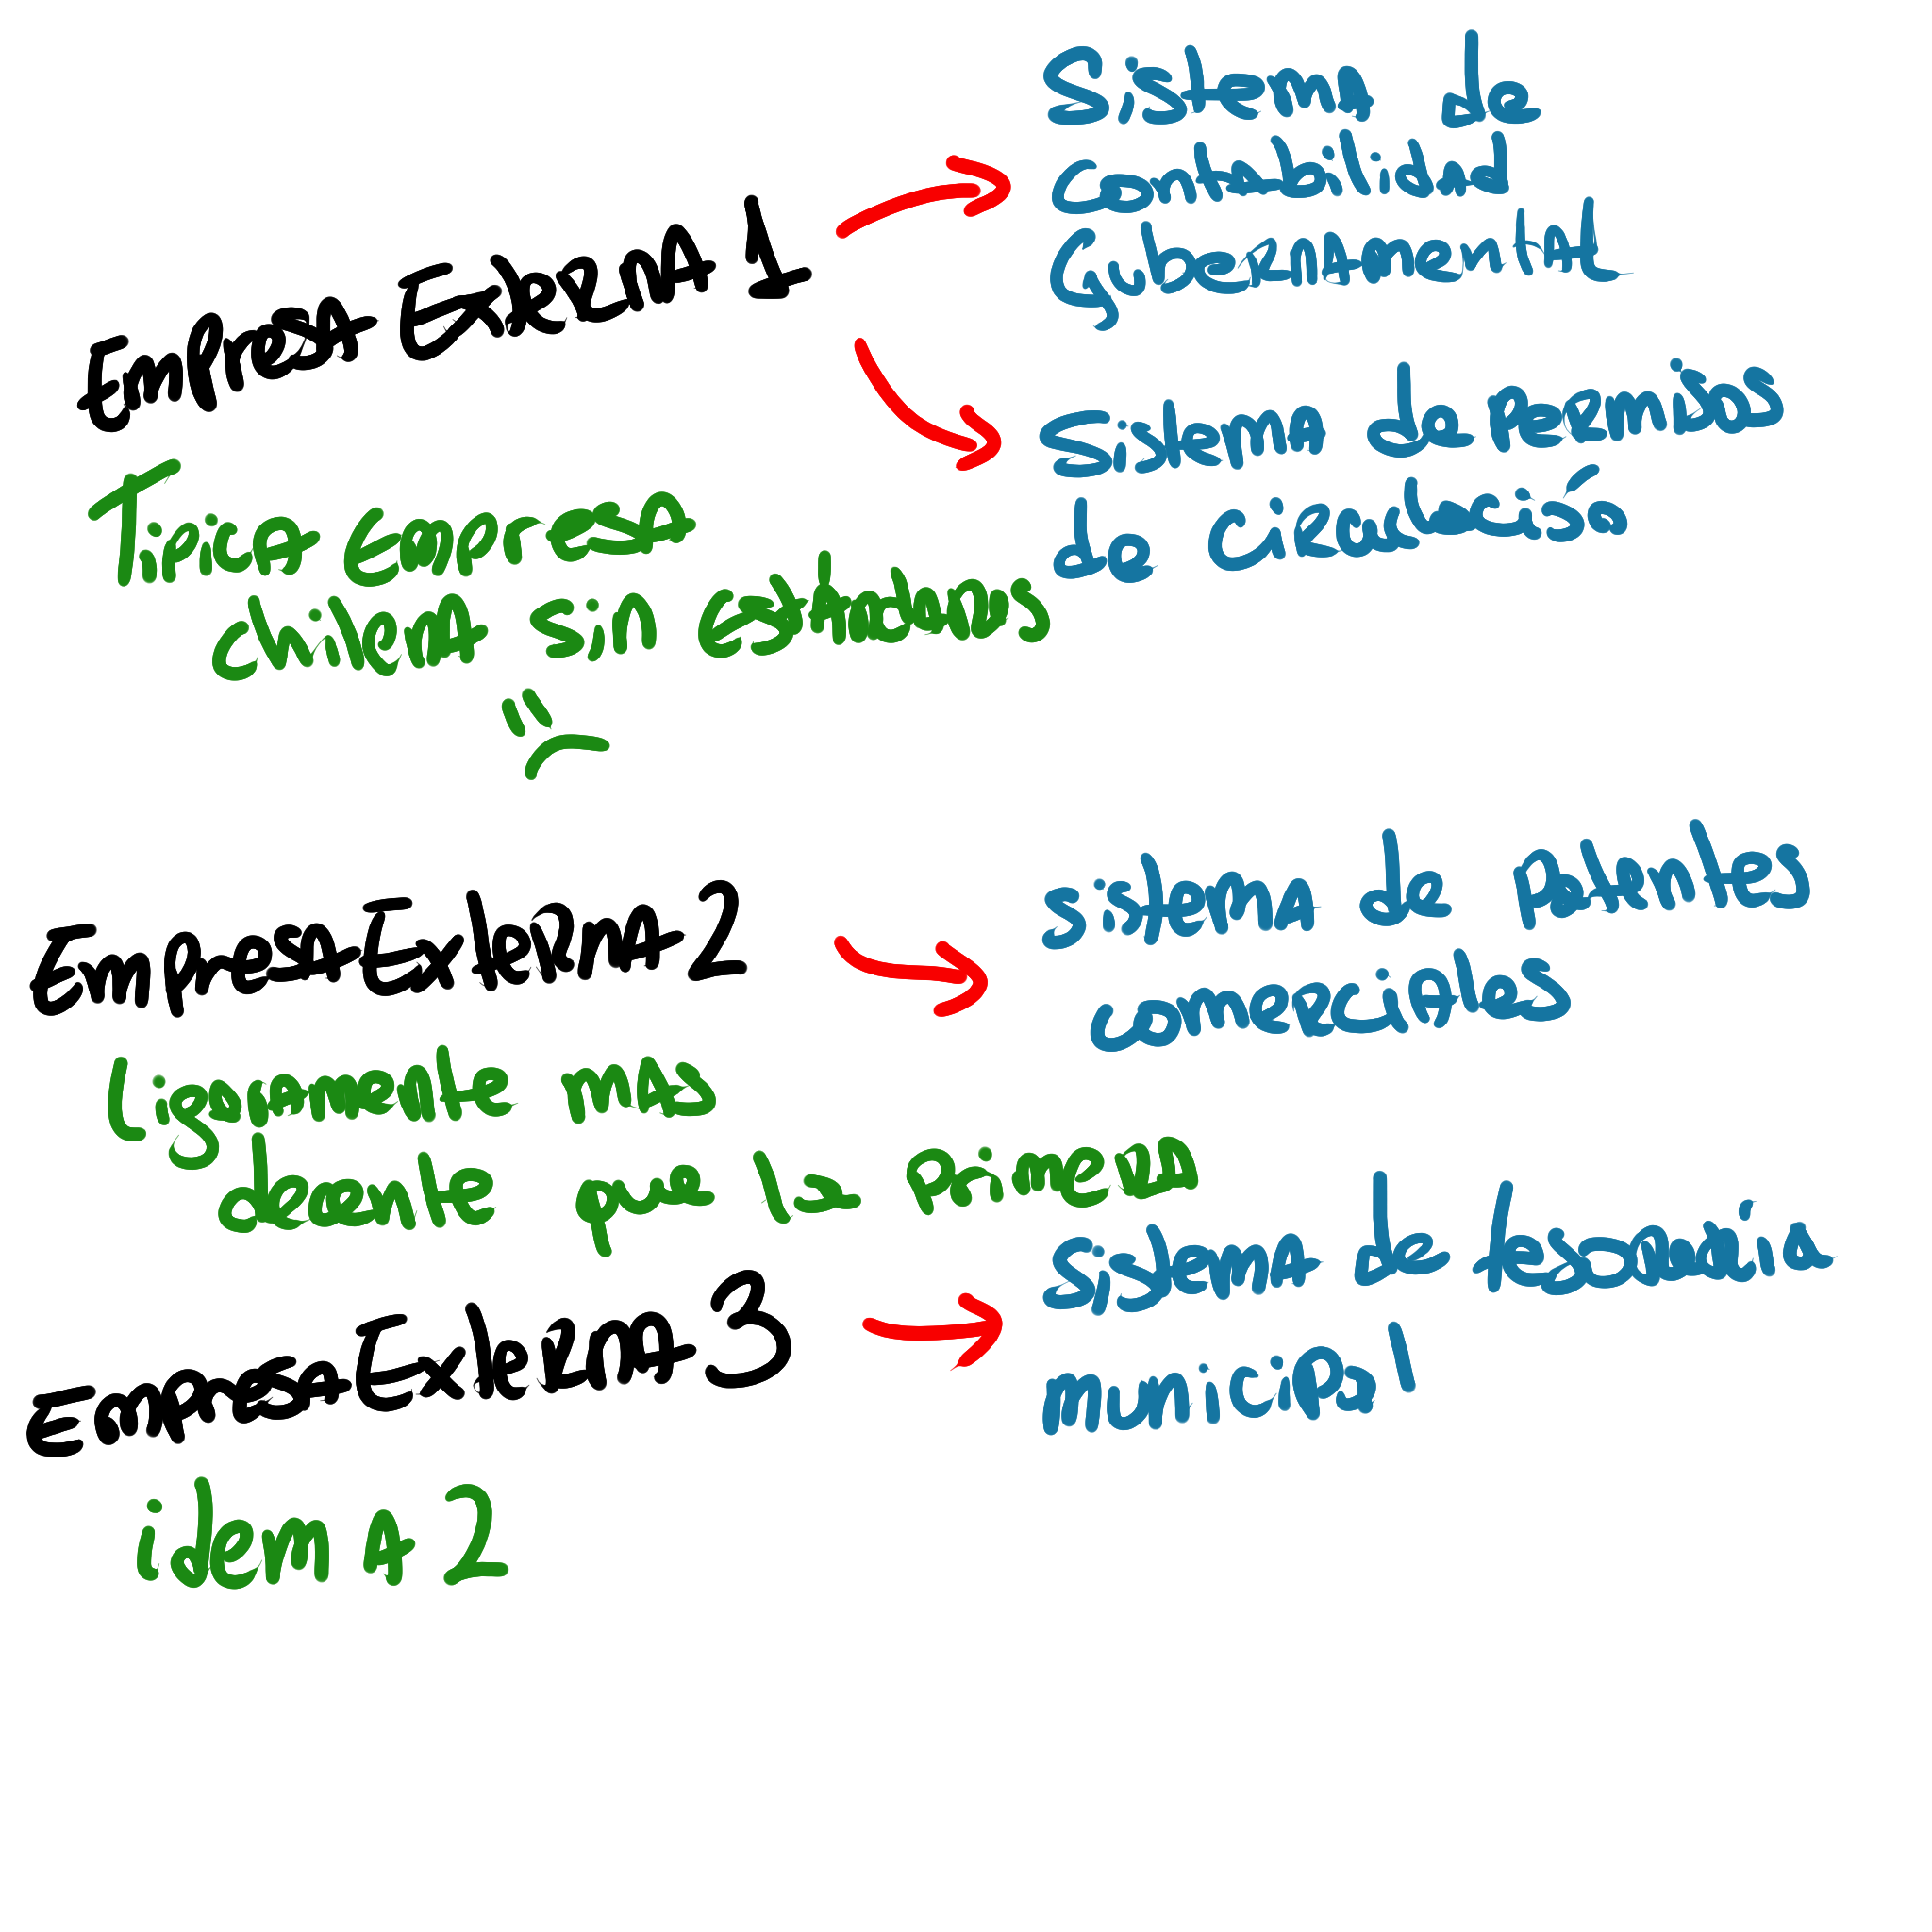 Sistema de
Contabilidad
Gubernamental
Empresa Externa 1
Sistema de permisos
de Circulación
Tipica empresa
chilena sin estandares
Sistema de Patentes
comerciales
Empresa Externa 2
Ligeramente mas
decente que la primera
Sistema de tesorería
municipal
Empresa Externa 3
idem A 2